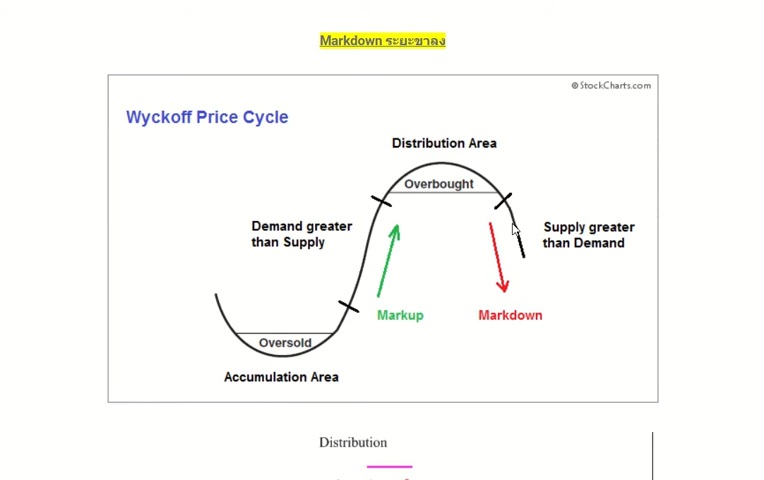 Markdown ระยะขาลง
© StockCharts.com
Wyckoff Price Cycle
Distribution Area
Overbought
Demand greater
than Supply
Supply greater
than Demand
Markup
Markdown
Oversold
Accumulation Area
Distribution